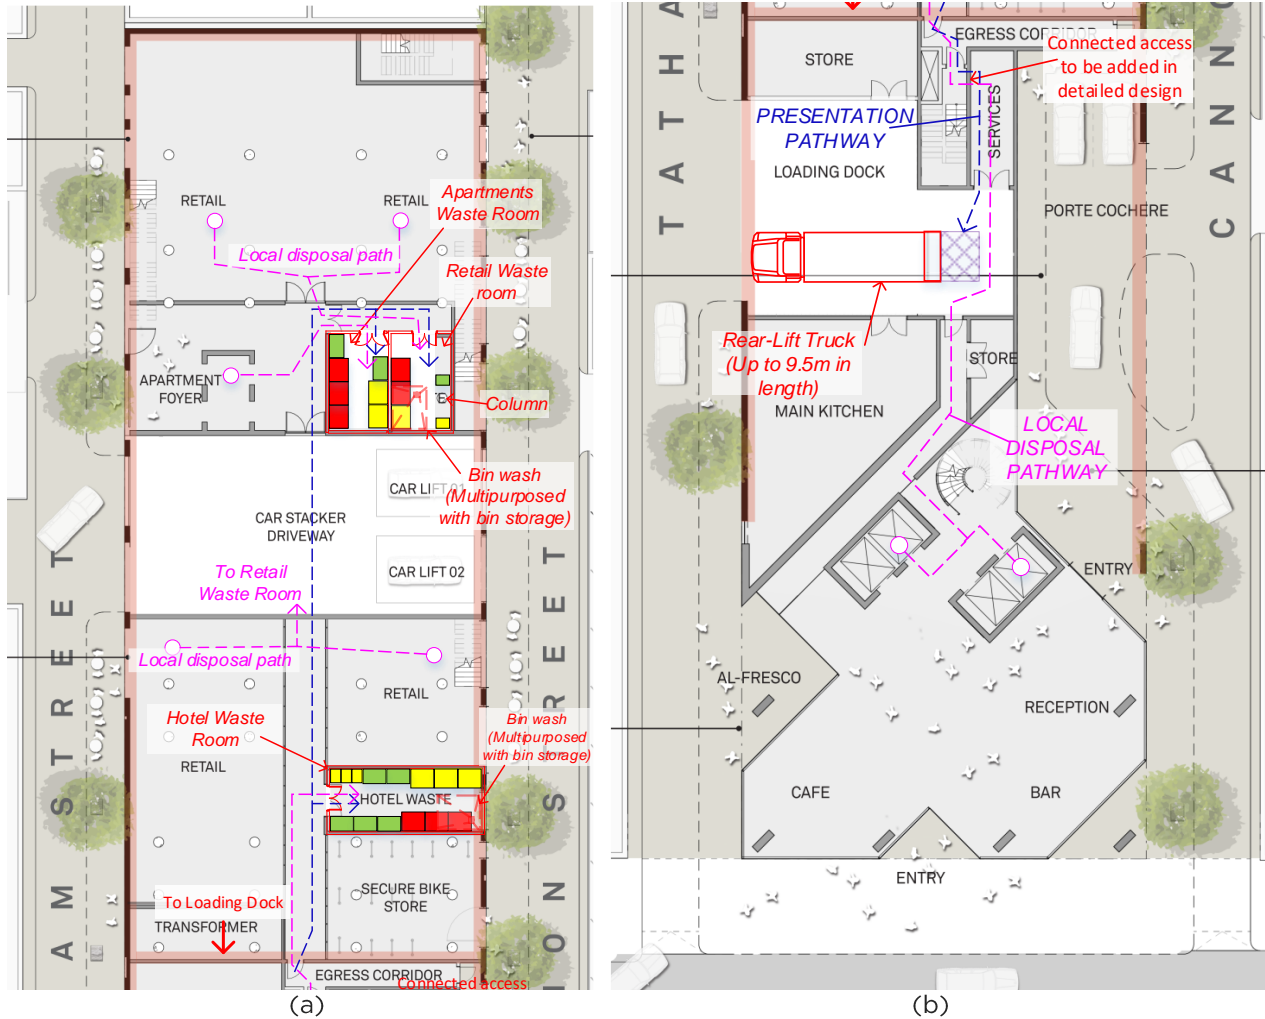 RETAIL
RETAIL
Apartments
Waste Room
Local disposal path
Retail Waste
room
APARTMENT
FOYER
Column
Bin wash
(Multipurposed
with bin storage)
CAR LIFT 01
CAR STACKER
DRIVEWAY
CAR LIFT 02
To Retail
Waste Room
Local disposal path
RETAIL
Hotel Waste
Room
Bin wash
(Multipurposed
with bin storage)
RETAIL
HOTEL WASTE
SECURE BIKE
STORE
To Loading Dock
TRANSFORMER
EGRESS CORRIDOR
Connected access
AM STREET
ION STREET
(a)
TATHA
CANN
STORE
EGRESS CORRIDOR
Connected access
to be added in
detailed design
PRESENTATION
PATHWAY
SERVICES
LOADING DOCK
PORTE COCHERE
Rear-Lift Truck
(Up to 9.5m in
length)
STORE
MAIN KITCHEN
LOCAL
DISPOSAL
PATHWAY
ENTRY
AL-FRESCO
RECEPTION
CAFE
BAR
ENTRY
(b)